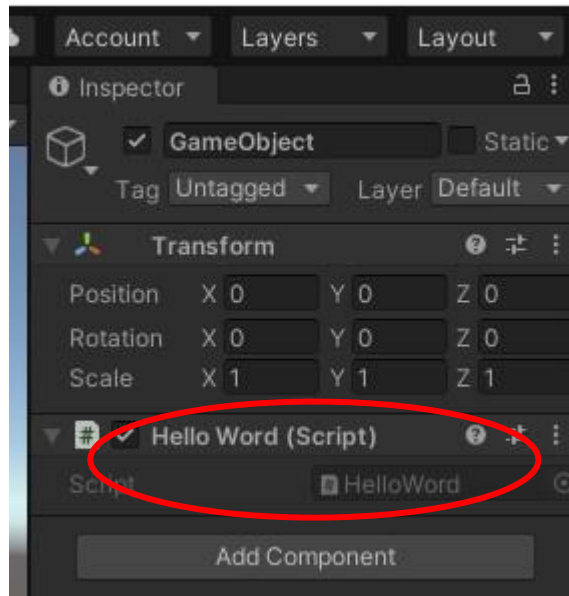 Account Layers Layout
Inspector
GameObject Static
Tag Untagged Layer Default
Transform
Position X 0 Y 0 Z 0
Rotation X 0 Y 0 Z 0
Scale X 1 Y 1 Z 1
# Hello Word (Script)
Script # HelloWord
Add Component